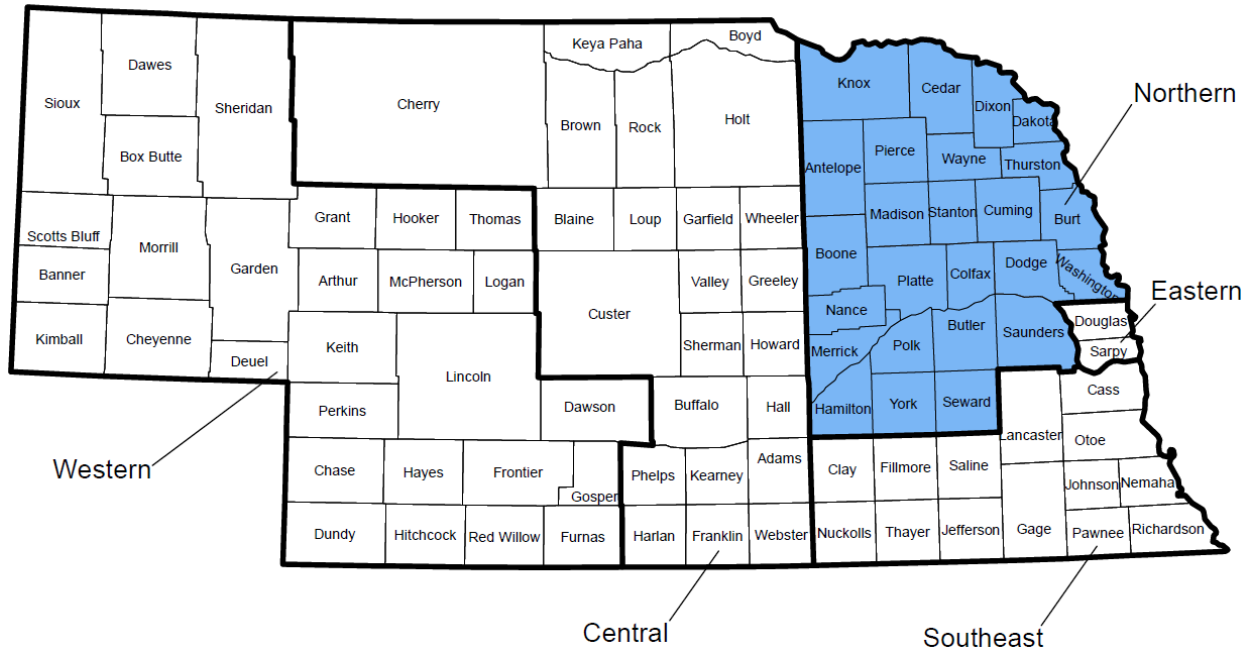 Keya Paha
Boyd
Dawes
Sioux
Sheridan
Cherry
Knox
Cedar
Dixon
Dakota
Northern
Brown
Rock
Holt
Box Butte
Antelope
Pierce
Wayne
Thurston
Grant
Hooker
Thomas
Blaine
Loup
Garfield
Wheeler
Madison
Stanton
Cuming
Burt
Scotts Bluff
Morrill
Garden
Boone
Banner
Arthur
McPherson
Logan
Valley
Greeley
Platte
Colfax
Dodge
Washington
Eastern
Kimball
Cheyenne
Custer
Nance
Butler
Saunders
Douglas
Deuel
Keith
Lincoln
Sherman
Howard
Merrick
Polk
Sarpy
Perkins
Dawson
Buffalo
Hall
Hamilton
York
Seward
Cass
Western
Chase
Hayes
Frontier
Gosper
Phelps
Kearney
Adams
Clay
Fillmore
Saline
Lancaster
Otoe
Johnson
Nemaha
Dundy
Hitchcock
Red Willow
Furnas
Harlan
Franklin
Webster
Nuckolls
Thayer
Jefferson
Gage
Pawnee
Richardson
Central
Southeast